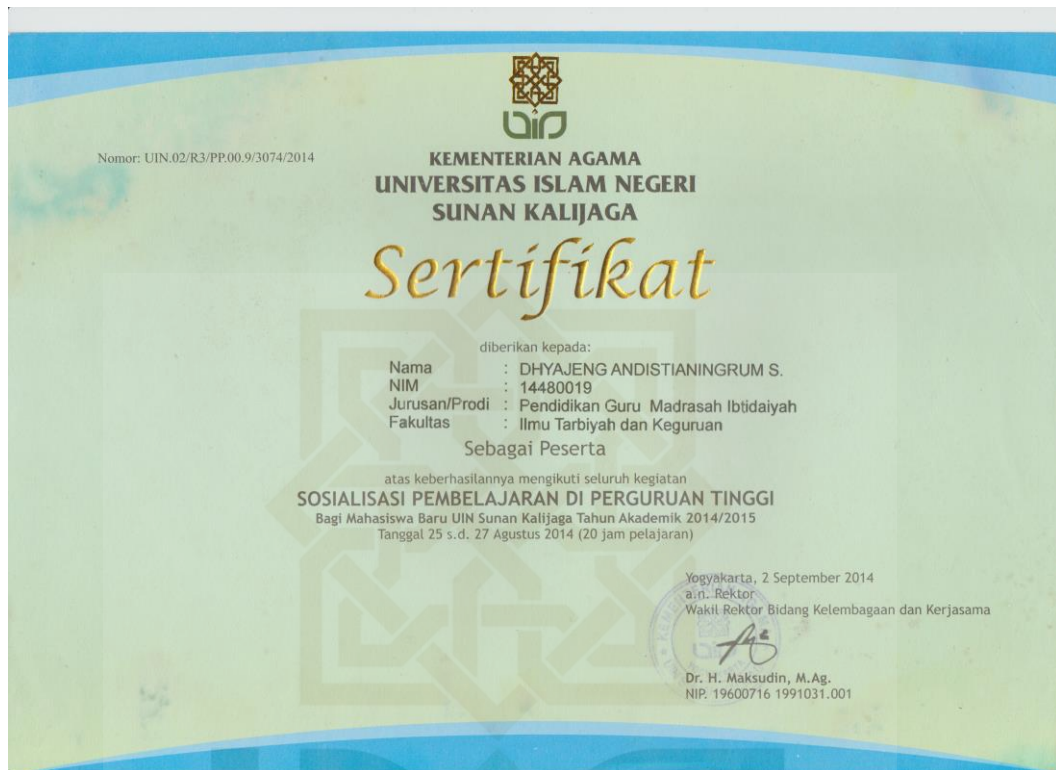 uin
Nomor: UIN.02/R3/PP.00.9/3074/2014
KEMENTERIAN AGAMA
UNIVERSITAS ISLAM NEGERI
SUNAN KALIJAGA
Sertifikat
diberikan kepada:
Nama : DHYAJENG ANDISTIANINGRUM S.
NIM : 14480019
Jurusan/Prodi : Pendidikan Guru Madrasah Ibtidaiyah
Fakultas : Ilmu Tarbiyah dan Keguruan
Sebagai Peserta
atas keberhasilannya mengikuti seluruh kegiatan
SOSIALISASI PEMBELAJARAN DI PERGURUAN TINGGI
Bagi Mahasiswa Baru UIN Sunan Kalijaga Tahun Akademik 2014/2015
Tanggal 25 s.d. 27 Agustus 2014 (20 jam pelajaran)
Yogyakarta, 2 September 2014
a.n. Rektor
Wakil Rektor Bidang Kelembagaan dan Kerjasama
Dr. H. Maksudin, M.Ag.
NIP. 19600716 1991031.001